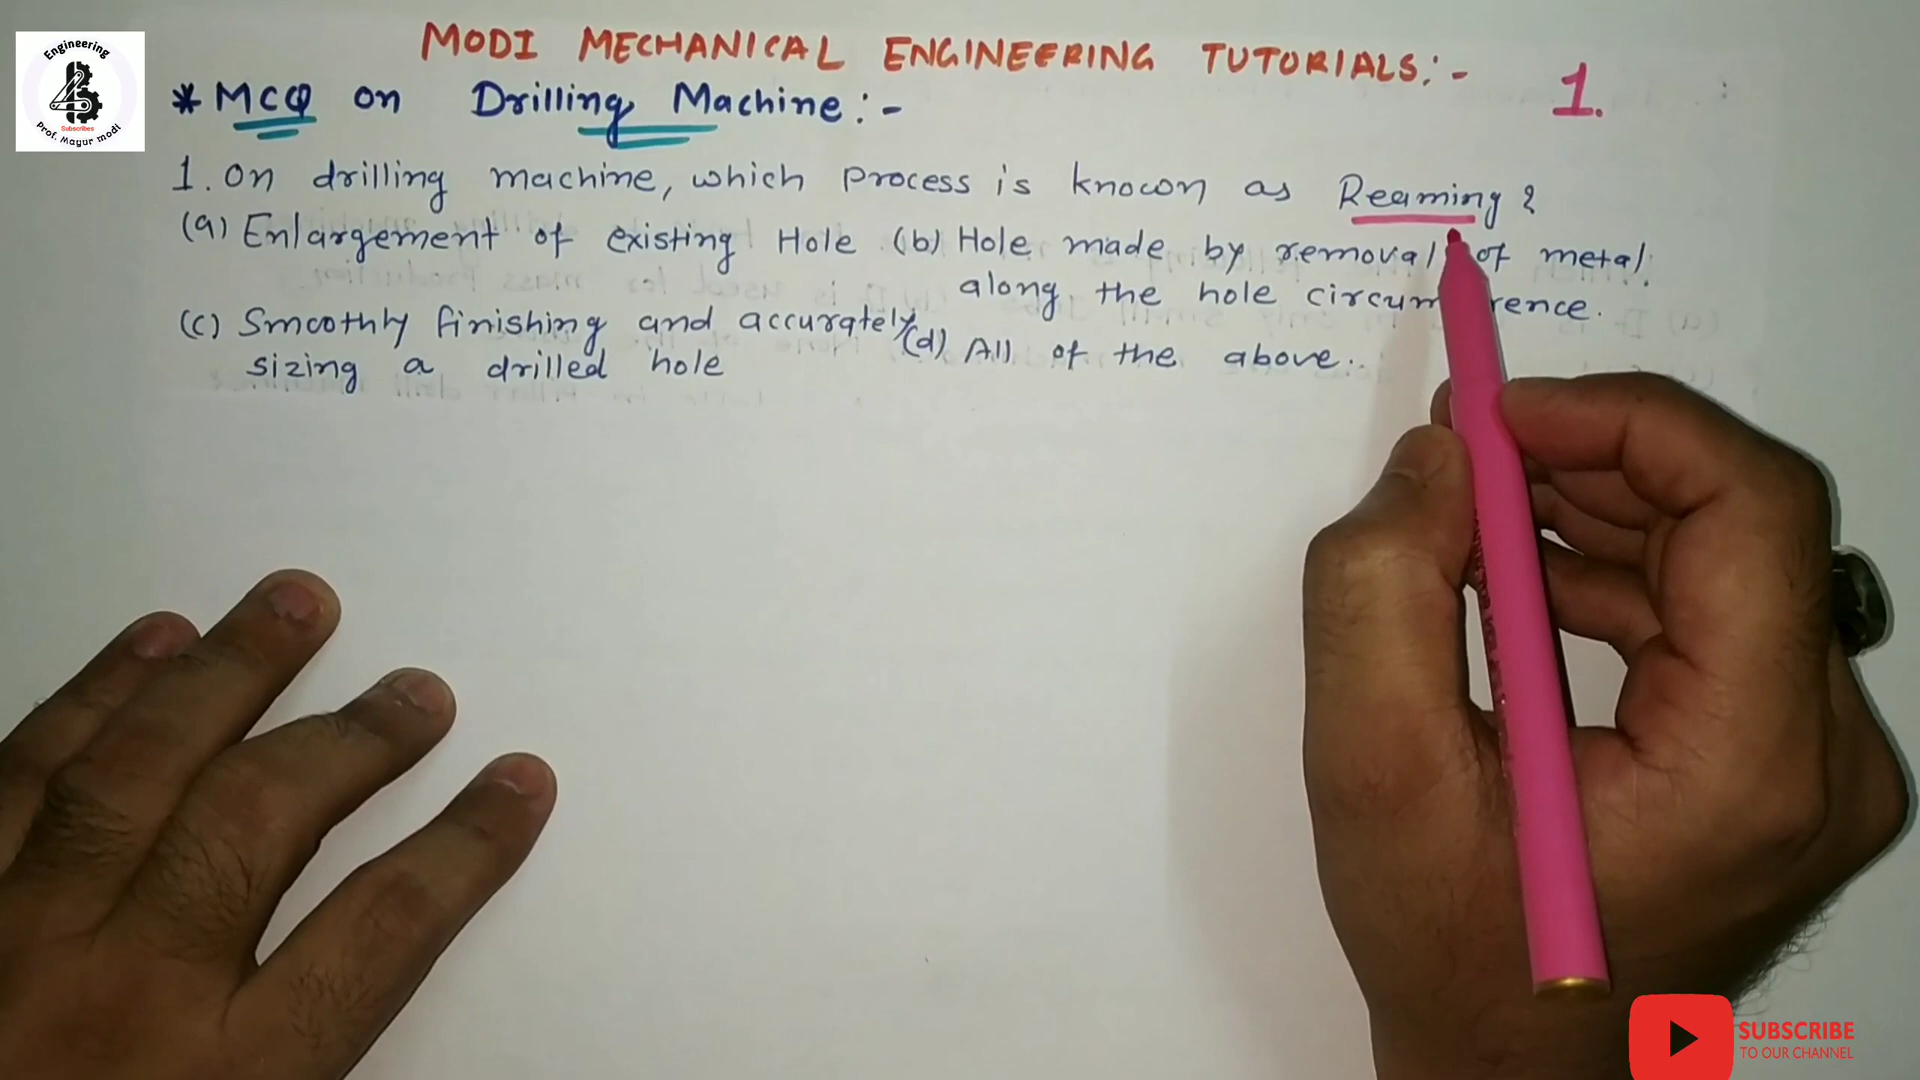 Engineering
Subscribes
Prof. Mayur modi
MODI MECHANICAL ENGINEERING TUTORIALS:-
1.
* MCQ on Drilling Machine:-
1. On drilling machine, which process is known as Reaming?
(a) Enlargement of existing Hole (b) Hole made by removal of metal
along the hole circum rence.
(c) Smoothly finishing and accurately (d) All of the above.
sizing a drilled hole
SUBSCRIBE
TO OUR CHANNEL